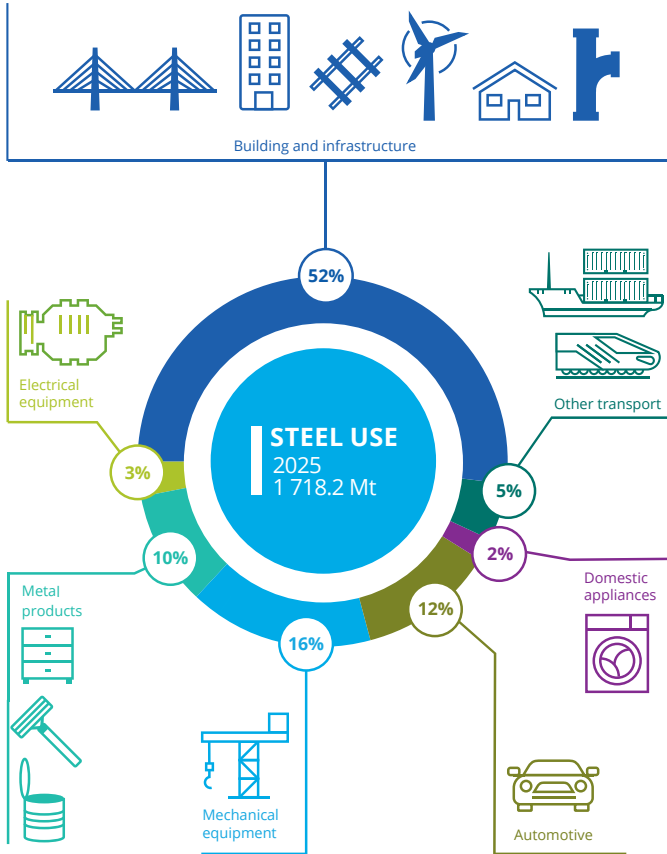 Building and infrastructure
52%
Electrical
equipment
3%
STEEL USE
2025
1 718.2 Mt
Other transport
5%
2%
Domestic
appliances
10%
Metal
products
12%
16%
Mechanical
equipment
Automotive